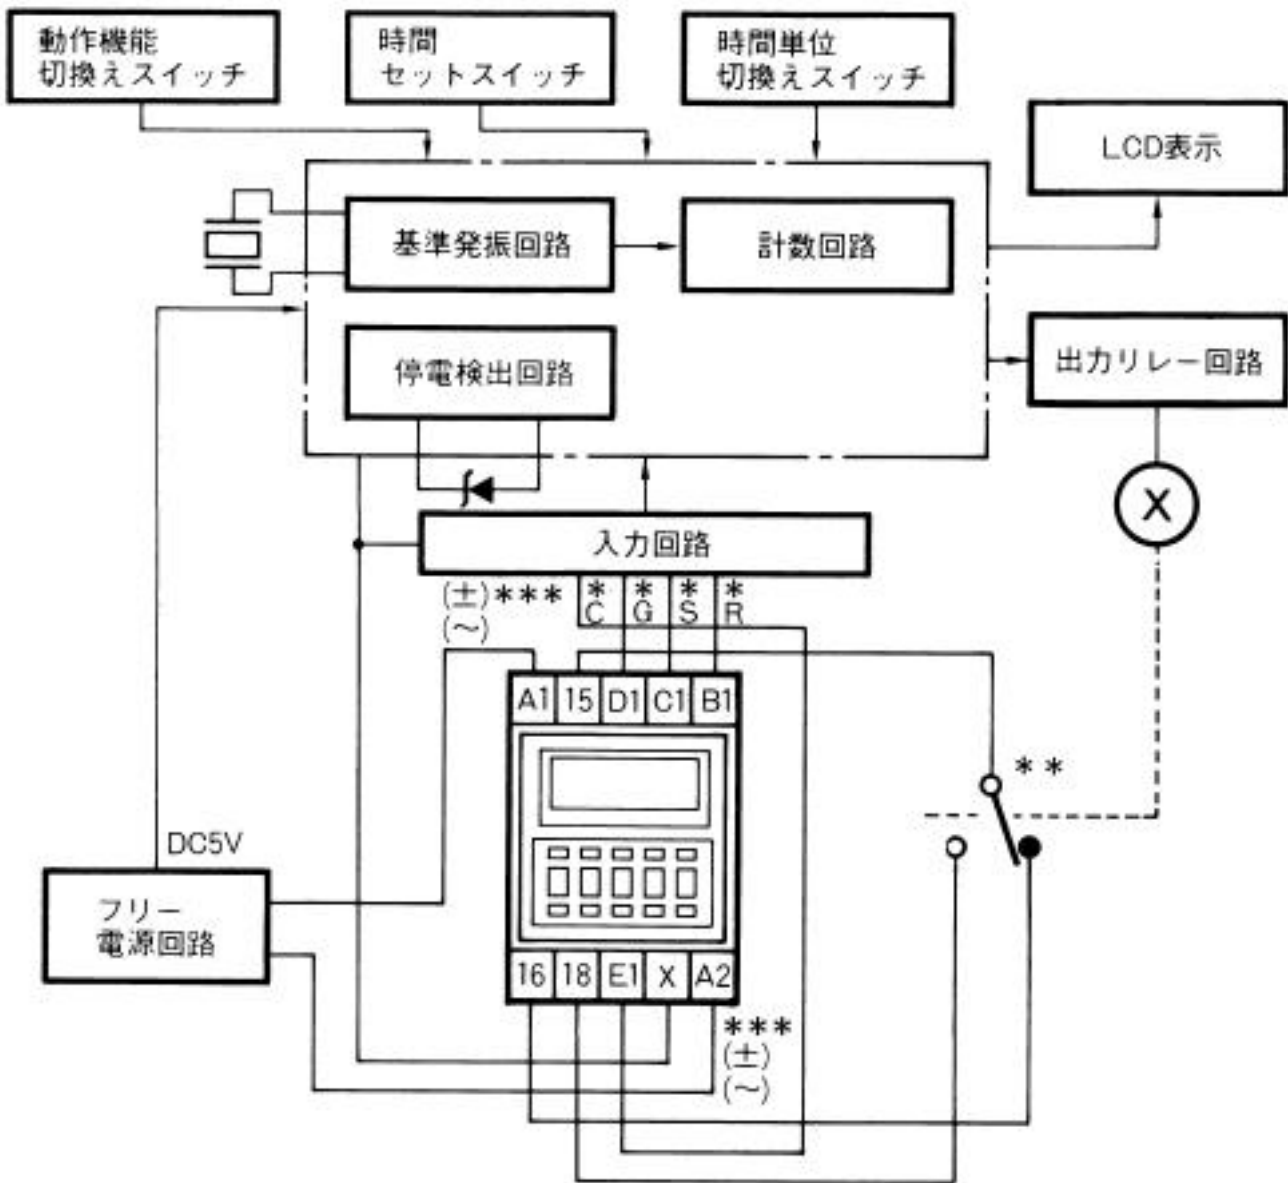 動作機能
切換えスイッチ
時間
セットスイッチ
時間単位
切換えスイッチ
LCD表示
基準発振回路
計数回路
停電検出回路
出力リレー回路
X
入力回路
(±)***
(～)
*
C
*
G
*
S
*
R
A1 15 D1 C1 B1
**
DC5V
フリー
電源回路
16 18 E1 X A2
***
(±)
(～)